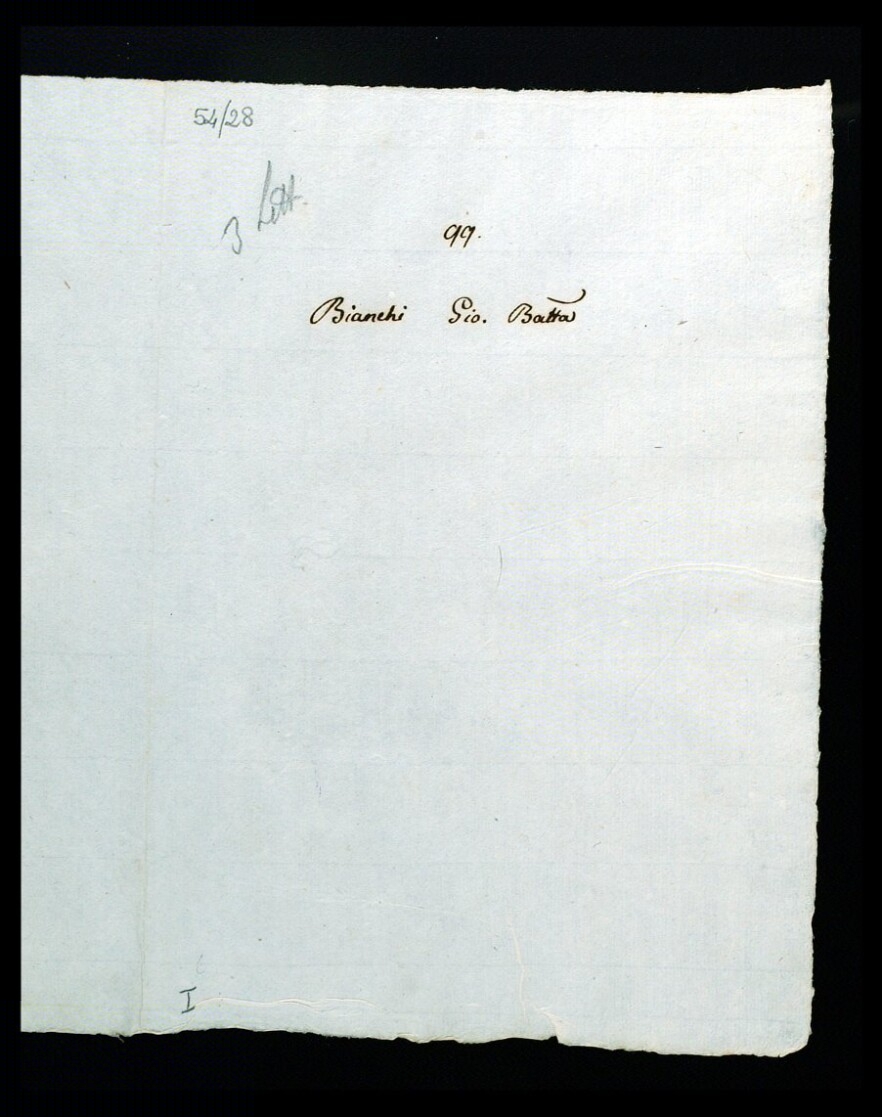 54/28
3 Lett.
99.
Bianchi Gio. Batta
I